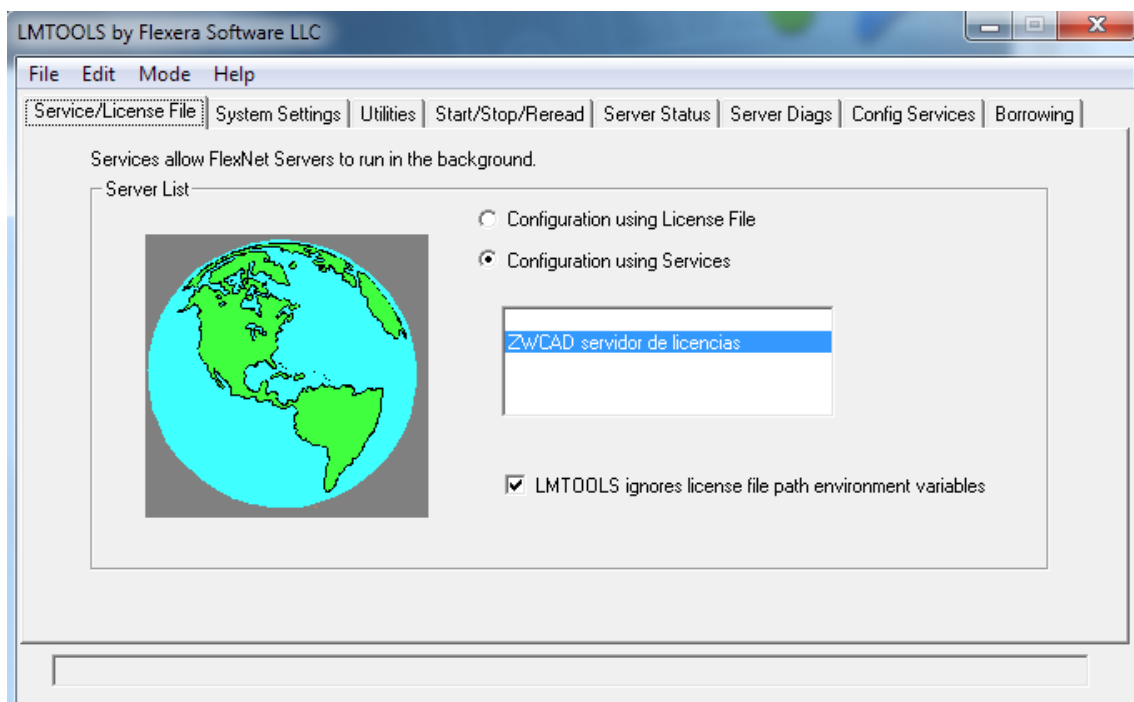 LMTOOLS by Flexera Software LLC
File Edit Mode Help
Service/License File System Settings Utilities Start/Stop/Reread Server Status Server Diags Config Services Borrowing
Services allow FlexNet Servers to run in the background.
Server List
Configuration using License File
Configuration using Services
ZWCAD servidor de licencias
LMTOOLS ignores license file path environment variables